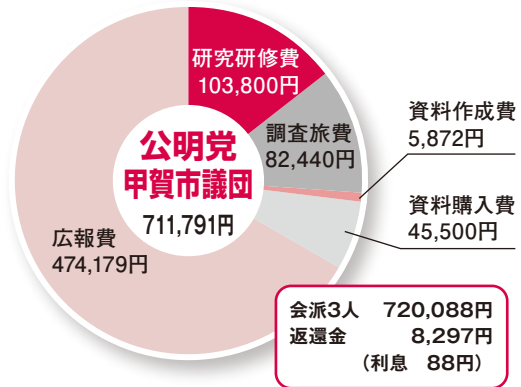 研究研修費
103,800円
調査旅費
82,440円
資料作成費
5,872円
資料購入費
45,500円
広報費
474,179円
公明党
甲賀市議団
711,791円
会派3人 720,088円
返還金 8,297円
（利息 88円）